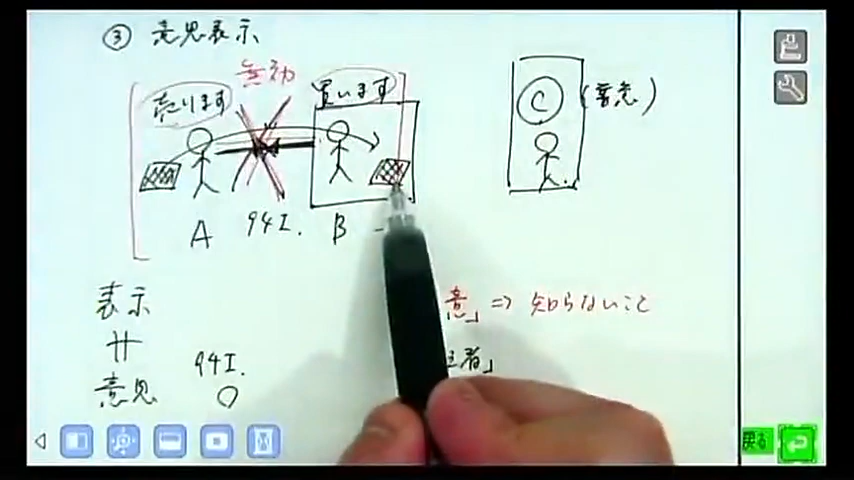 ③ 意思表示
無効
売ります
買います
C
(善意)
A
94I.
B
表示
意」⇒ 知らないこと
94I.
者」
意思
戻る